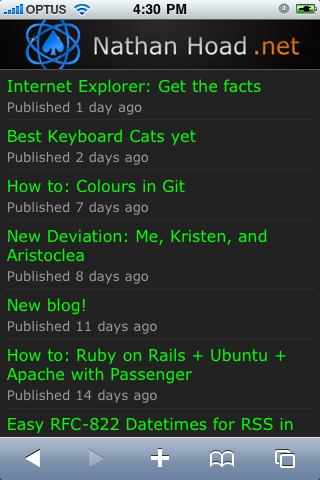 OPTUS 4:30 PM
Nathan Hoad .net
Internet Explorer: Get the facts
Published 1 day ago
Best Keyboard Cats yet
Published 2 days ago
How to: Colours in Git
Published 7 days ago
New Deviation: Me, Kristen, and
Aristoclea
Published 8 days ago
New blog!
Published 11 days ago
How to: Ruby on Rails + Ubuntu +
Apache with Passenger
Published 14 days ago
Easy RFC-822 Datetimes for RSS in